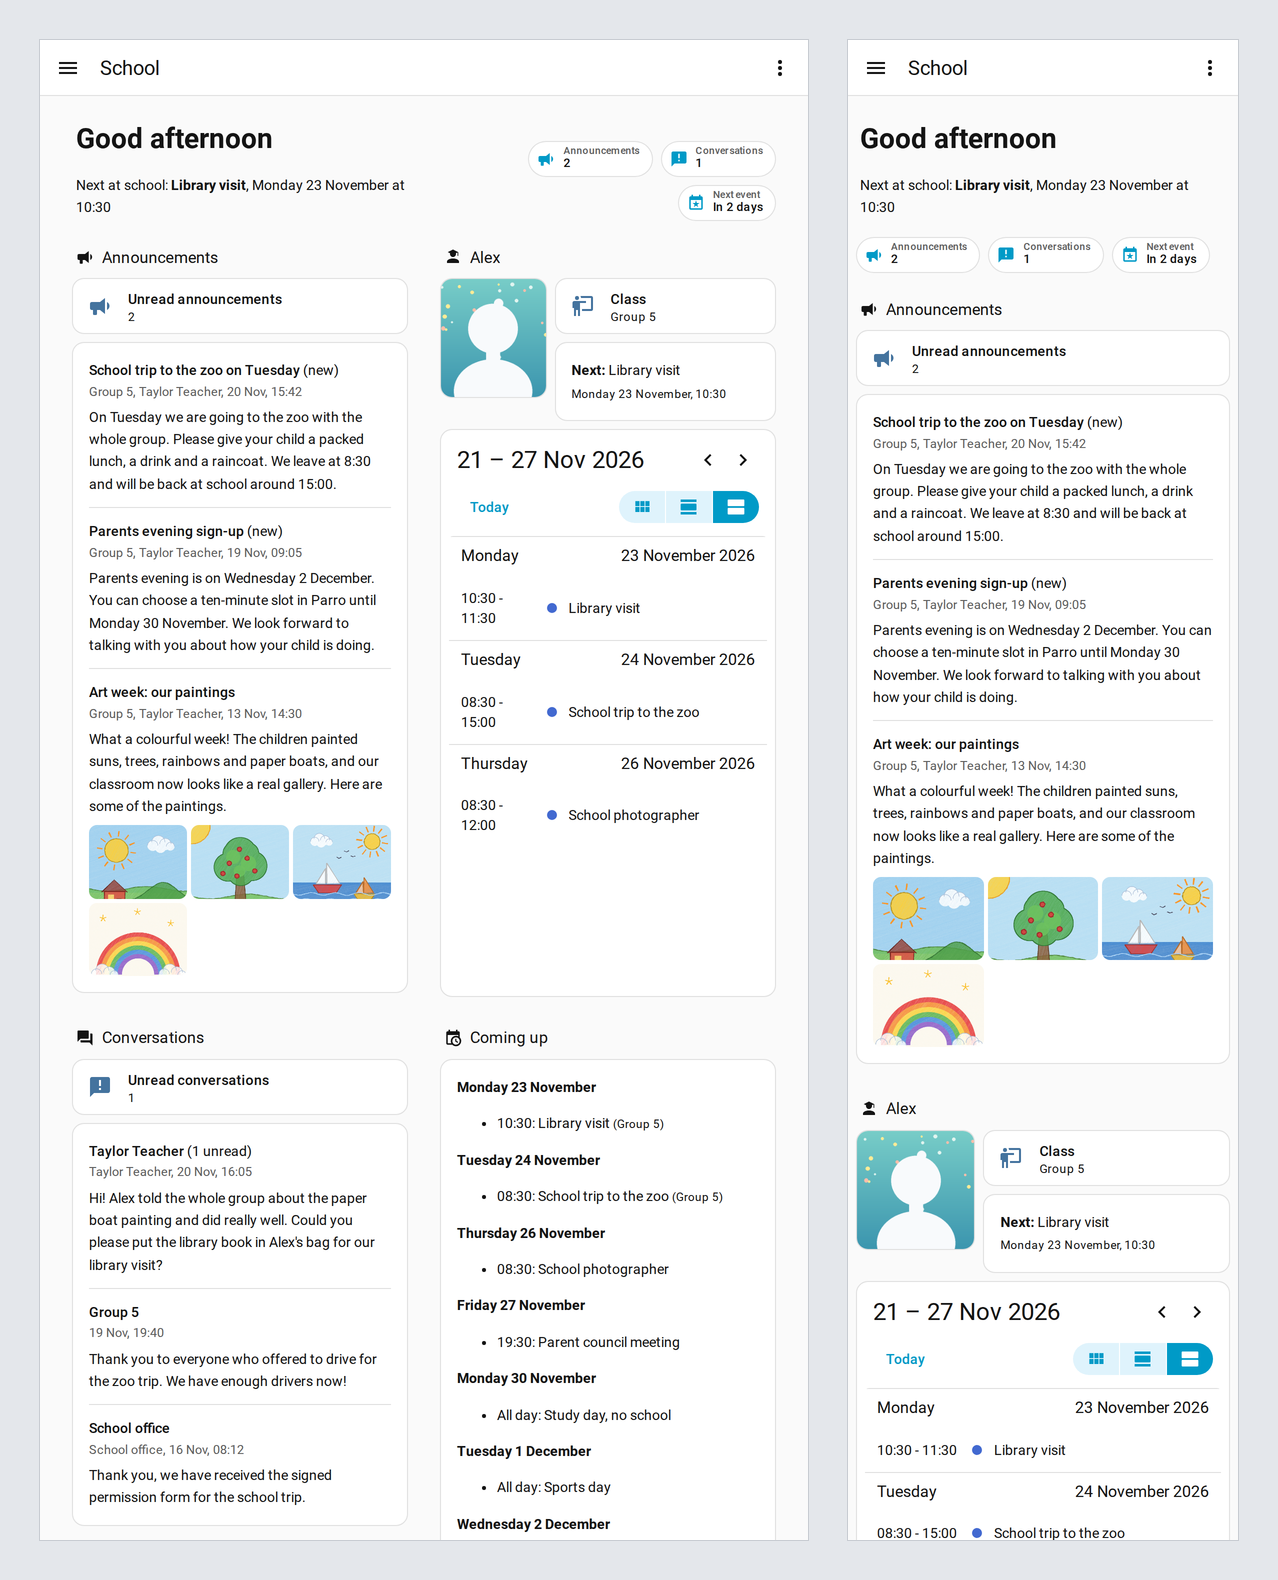 School
Good afternoon
Next at school: Library visit, Monday 23 November at
10:30
Announcements
2
Conversations
1
Next event
In 2 days
Announcements
Unread announcements
2
School trip to the zoo on Tuesday (new)
Group 5, Taylor Teacher, 20 Nov, 15:42
On Tuesday we are going to the zoo with the
whole group. Please give your child a packed
lunch, a drink and a raincoat. We leave at 8:30
and will be back at school around 15:00.
Parents evening sign-up (new)
Group 5, Taylor Teacher, 19 Nov, 09:05
Parents evening is on Wednesday 2 December.
You can choose a ten-minute slot in Parro until
Monday 30 November. We look forward to
talking with you about how your child is doing.
Art week: our paintings
Group 5, Taylor Teacher, 13 Nov, 14:30
What a colourful week! The children painted
suns, trees, rainbows and paper boats, and our
classroom now looks like a real gallery. Here are
some of the paintings.
Alex
Class
Group 5
Next: Library visit
Monday 23 November, 10:30
21 – 27 Nov 2026
Today
Monday 23 November 2026
10:30 -
11:30
Library visit
Tuesday 24 November 2026
08:30 -
15:00
School trip to the zoo
Thursday 26 November 2026
08:30 -
12:00
School photographer
Conversations
Unread conversations
1
Taylor Teacher (1 unread)
Taylor Teacher, 20 Nov, 16:05
Hi! Alex told the whole group about the paper
boat painting and did really well. Could you
please put the library book in Alex's bag for our
library visit?
Group 5
19 Nov, 19:40
Thank you to everyone who offered to drive for
the zoo trip. We have enough drivers now!
School office
School office, 16 Nov, 08:12
Thank you, we have received the signed
permission form for the school trip.
Coming up
Monday 23 November
• 10:30: Library visit (Group 5)
Tuesday 24 November
• 08:30: School trip to the zoo (Group 5)
Thursday 26 November
• 08:30: School photographer
Friday 27 November
• 19:30: Parent council meeting
Monday 30 November
• All day: Study day, no school
Tuesday 1 December
• All day: Sports day
Wednesday 2 December
School
Good afternoon
Next at school: Library visit, Monday 23 November at
10:30
Announcements
2
Conversations
1
Next event
In 2 days
Announcements
Unread announcements
2
School trip to the zoo on Tuesday (new)
Group 5, Taylor Teacher, 20 Nov, 15:42
On Tuesday we are going to the zoo with the whole
group. Please give your child a packed lunch, a drink
and a raincoat. We leave at 8:30 and will be back at
school around 15:00.
Parents evening sign-up (new)
Group 5, Taylor Teacher, 19 Nov, 09:05
Parents evening is on Wednesday 2 December. You can
choose a ten-minute slot in Parro until Monday 30
November. We look forward to talking with you about
how your child is doing.
Art week: our paintings
Group 5, Taylor Teacher, 13 Nov, 14:30
What a colourful week! The children painted suns,
trees, rainbows and paper boats, and our classroom
now looks like a real gallery. Here are some of the
paintings.
Alex
Class
Group 5
Next: Library visit
Monday 23 November, 10:30
21 – 27 Nov 2026
Today
Monday 23 November 2026
10:30 - 11:30 Library visit
Tuesday 24 November 2026
08:30 - 15:00 School trip to the zoo